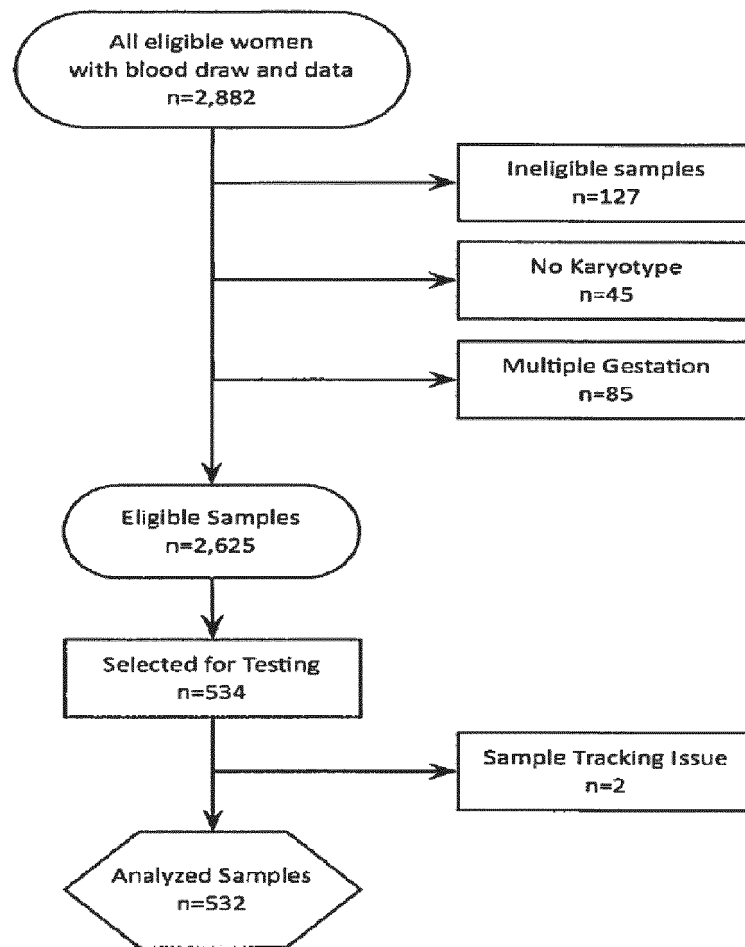 All eligible women
with blood draw and data
n=2,882
Ineligible samples
n=127
No Karyotype
n=45
Multiple Gestation
n=85
Eligible Samples
n=2,625
Selected for Testing
n=534
Sample Tracking Issue
n=2
Analyzed Samples
n=532